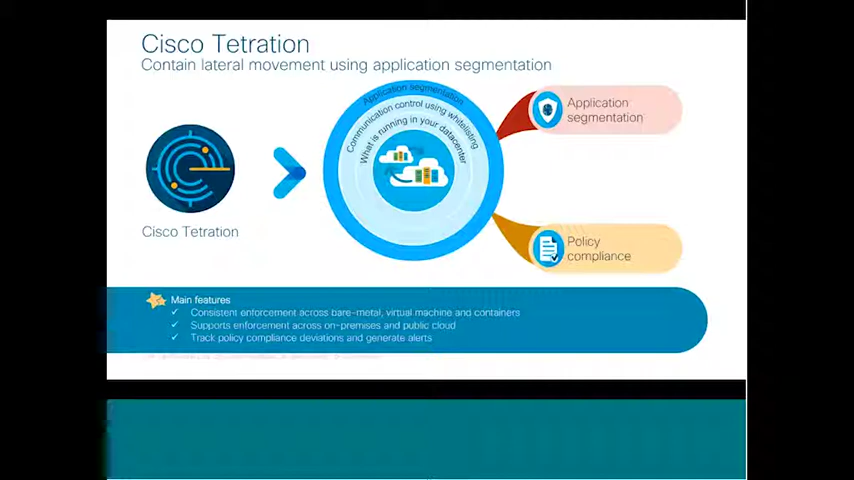 Cisco Tetration
Contain lateral movement using application segmentation
Application segmentation
Communication control using whitelisting
What is running in your datacenter
Application
segmentation
Cisco Tetration
Policy
compliance
Main features
✓ Consistent enforcement across bare-metal, virtual machine and containers
✓ Supports enforcement across on-premises and public cloud
✓ Track policy compliance deviations and generate alerts